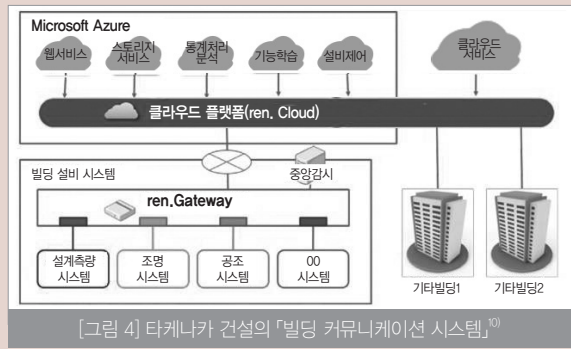 Microsoft Azure
웹서비스
스토리지
서비스
통계처리
분석
기능학습
설비제어
클라우드
서비스
클라우드 플랫폼(ren. Cloud)
빌딩 설비 시스템
중앙감시
ren.Gateway
설계측량
시스템
조명
시스템
공조
시스템
00
시스템
기타빌딩1
기타빌딩2
[그림 4] 타케나카 건설의 「빌딩 커뮤니케이션 시스템」10)